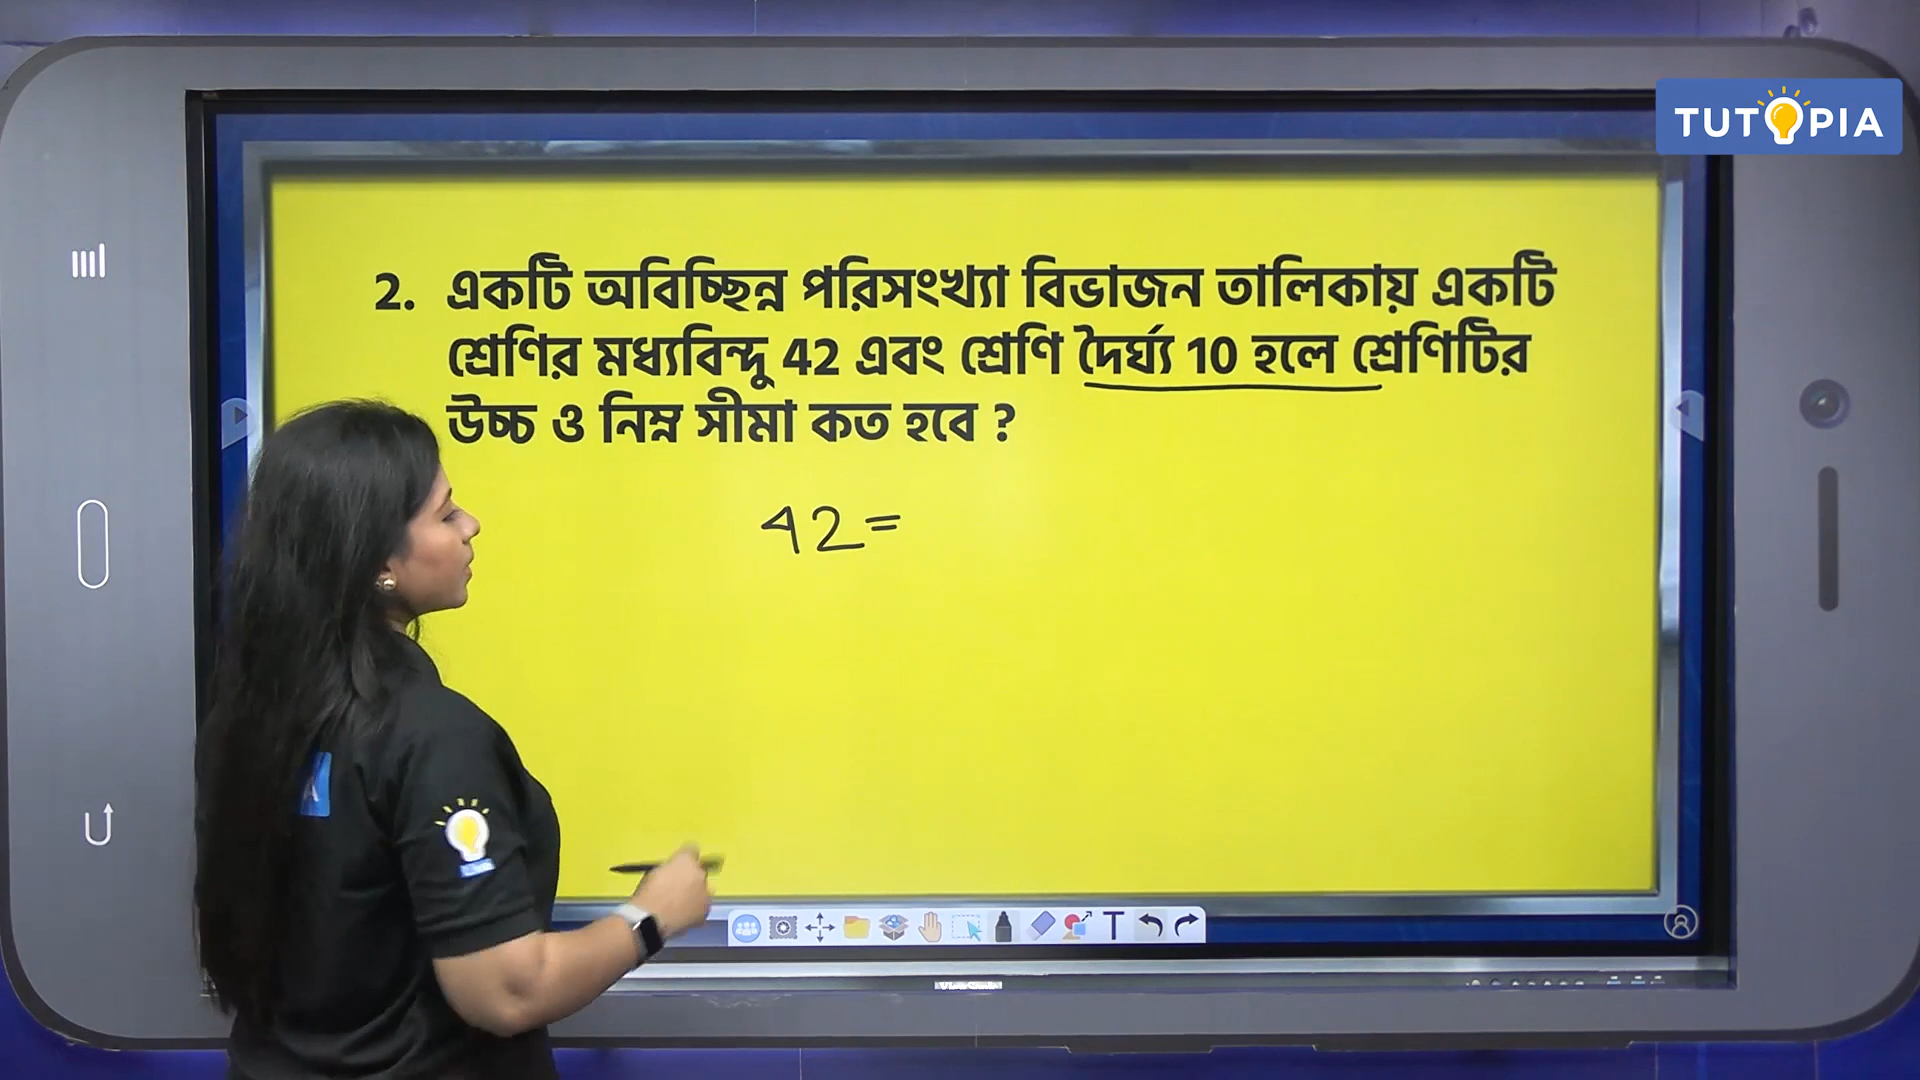 TUTOPIA
2. একটি অবিচ্ছিন্ন পরিসংখ্যা বিভাজন তালিকায় একটি
শ্রেণির মধ্যবিন্দু 42 এবং শ্রেণি দৈর্ঘ্য 10 হলে শ্রেণিটির
উচ্চ ও নিম্ন সীমা কত হবে ?
42=